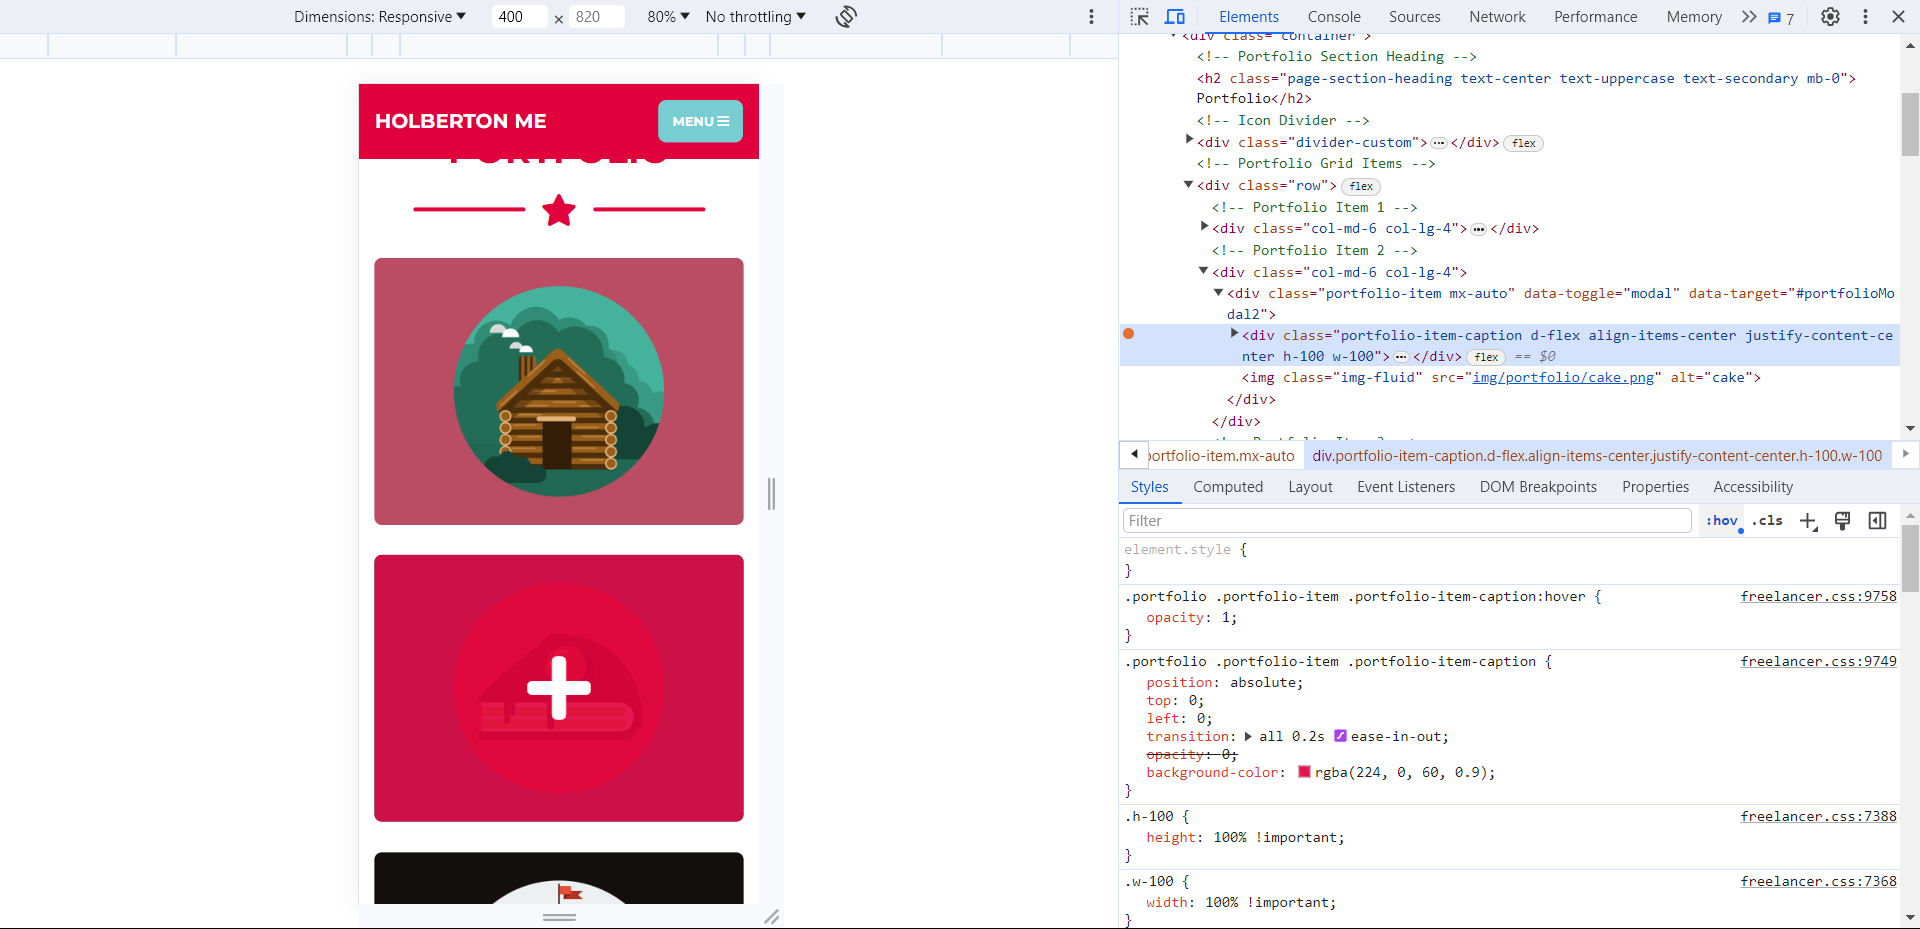 Dimensions: Responsive 400 × 820 80% No throttling
HOLBERTON ME
MENU
PORTFOLIO
Elements Console Sources Network Performance Memory 7
<div class="container">
<!-- Portfolio Section Heading -->
<h2 class="page-section-heading text-center text-uppercase text-secondary mb-0">
Portfolio</h2>
<!-- Icon Divider -->
<div class="divider-custom">…</div> flex
<!-- Portfolio Grid Items -->
<div class="row"> flex
<!-- Portfolio Item 1 -->
<div class="col-md-6 col-lg-4">…</div>
<!-- Portfolio Item 2 -->
<div class="col-md-6 col-lg-4">
<div class="portfolio-item mx-auto" data-toggle="modal" data-target="#portfolioMo
dal2">
<div class="portfolio-item-caption d-flex align-items-center justify-content-ce
nter h-100 w-100">…</div> flex == $0
<img class="img-fluid" src="img/portfolio/cake.png" alt="cake">
</div>
</div>
<!-- Portfolio Item 3 -->
portfolio-item.mx-auto div.portfolio-item-caption.d-flex.align-items-center.justify-content-center.h-100.w-100
Styles Computed Layout Event Listeners DOM Breakpoints Properties Accessibility
Filter :hov .cls
element.style {
}
.portfolio .portfolio-item .portfolio-item-caption:hover { freelancer.css:9758
opacity: 1;
}
.portfolio .portfolio-item .portfolio-item-caption { freelancer.css:9749
position: absolute;
top: 0;
left: 0;
transition: all 0.2s ease-in-out;
opacity: 0;
background-color: rgba(224, 0, 60, 0.9);
}
.h-100 { freelancer.css:7388
height: 100% !important;
}
.w-100 { freelancer.css:7368
width: 100% !important;
}